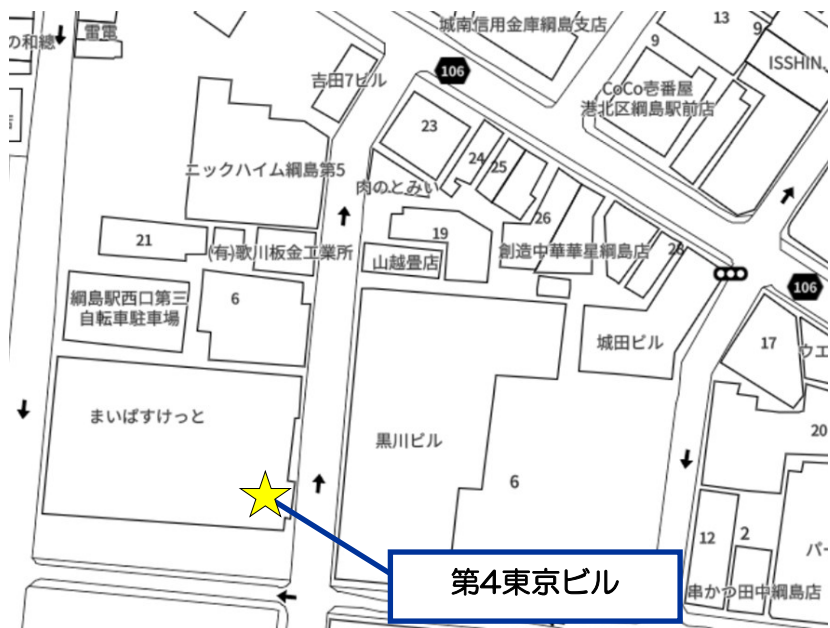 の和總
雷電
城南信用金庫綱島支店
13
9
9
ISSHIN
106
吉田7ビル
CoCo壱番屋
港北区綱島駅前店
23
24
25
エニックハイム綱島第5
肉のとみい
26
21
(有)歌川板金工業所
19
山越畳店
創造中華華星綱島店
28
106
綱島駅西口第三
自転車駐車場
6
城田ビル
17
ウエ
まいばすけっと
黒川ビル
20
6
12
2
パー
第4東京ビル
串かつ田中綱島店